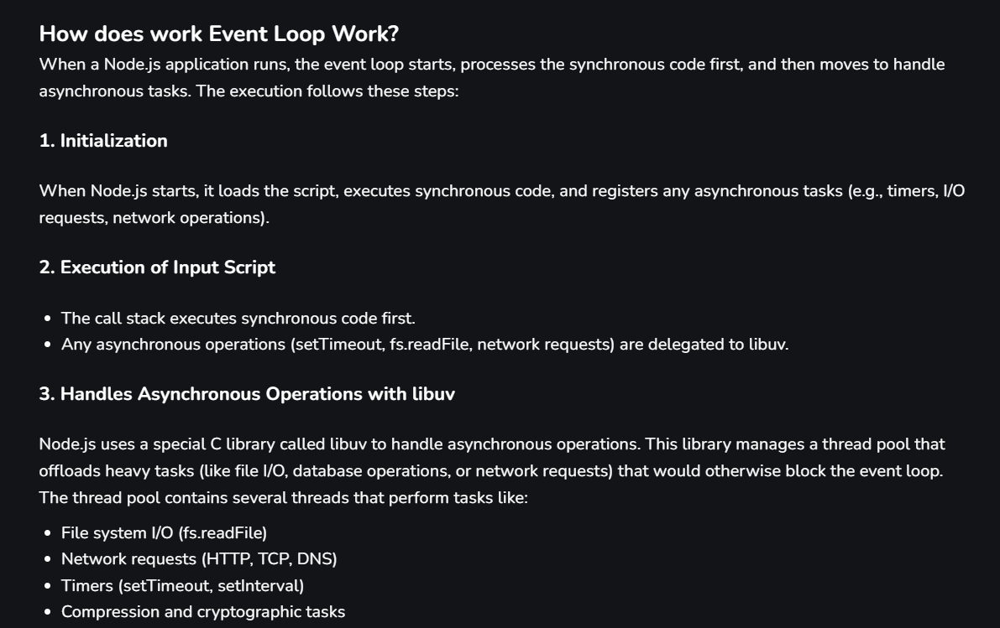 How does work Event Loop Work?
When a Node.js application runs, the event loop starts, processes the synchronous code first, and then moves to handle
asynchronous tasks. The execution follows these steps:
1. Initialization
When Node.js starts, it loads the script, executes synchronous code, and registers any asynchronous tasks (e.g., timers, I/O
requests, network operations).
2. Execution of Input Script
• The call stack executes synchronous code first.
• Any asynchronous operations (setTimeout, fs.readFile, network requests) are delegated to libuv.
3. Handles Asynchronous Operations with libuv
Node.js uses a special C library called libuv to handle asynchronous operations. This library manages a thread pool that
offloads heavy tasks (like file I/O, database operations, or network requests) that would otherwise block the event loop.
The thread pool contains several threads that perform tasks like:
• File system I/O (fs.readFile)
• Network requests (HTTP, TCP, DNS)
• Timers (setTimeout, setInterval)
• Compression and cryptographic tasks